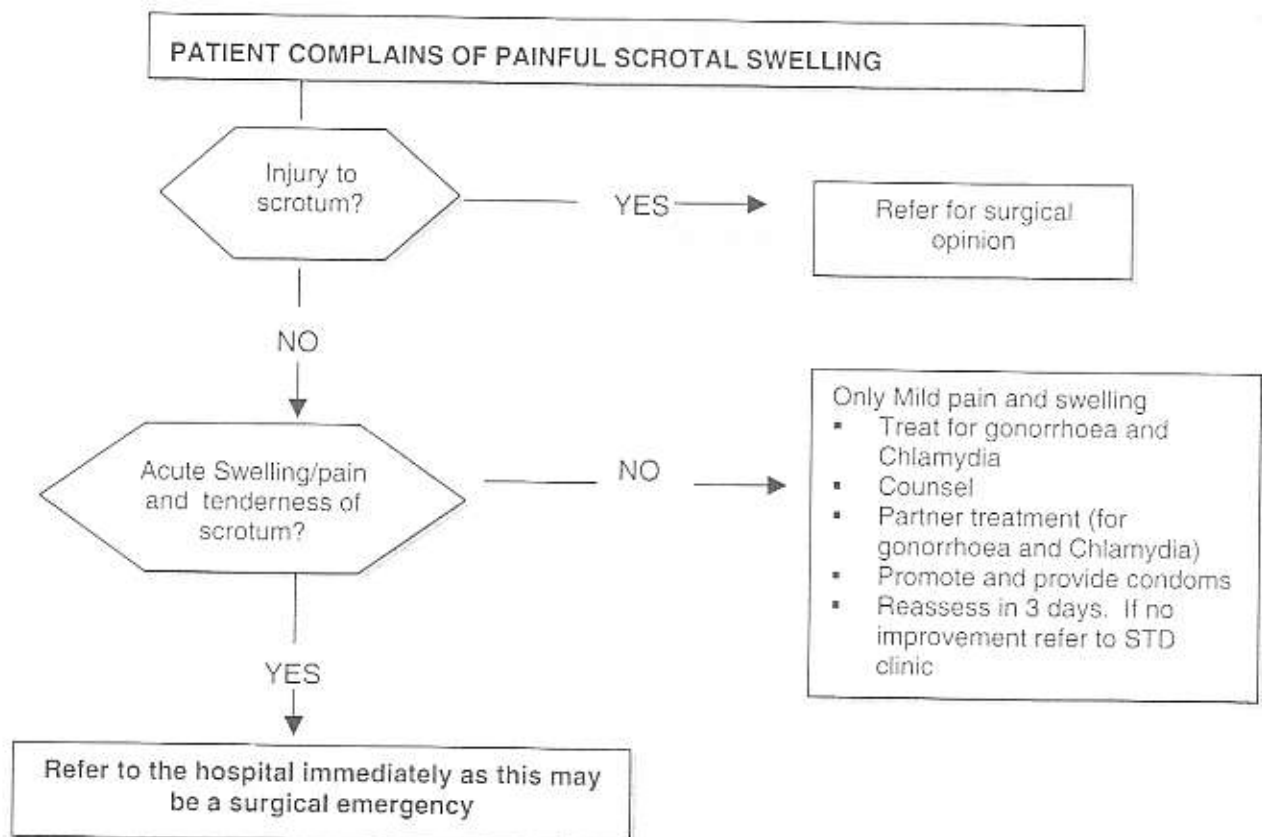 PATIENT COMPLAINS OF PAINFUL SCROTAL SWELLING
Injury to
scrotum?
YES
Refer for surgical
opinion
NO
Acute Swelling/pain
and tenderness of
scrotum?
NO
Only Mild pain and swelling
▪ Treat for gonorrhoea and
Chlamydia
▪ Counsel
▪ Partner treatment (for
gonorrhoea and Chlamydia)
▪ Promote and provide condoms
▪ Reassess in 3 days. If no
improvement refer to STD
clinic
YES
Refer to the hospital immediately as this may
be a surgical emergency